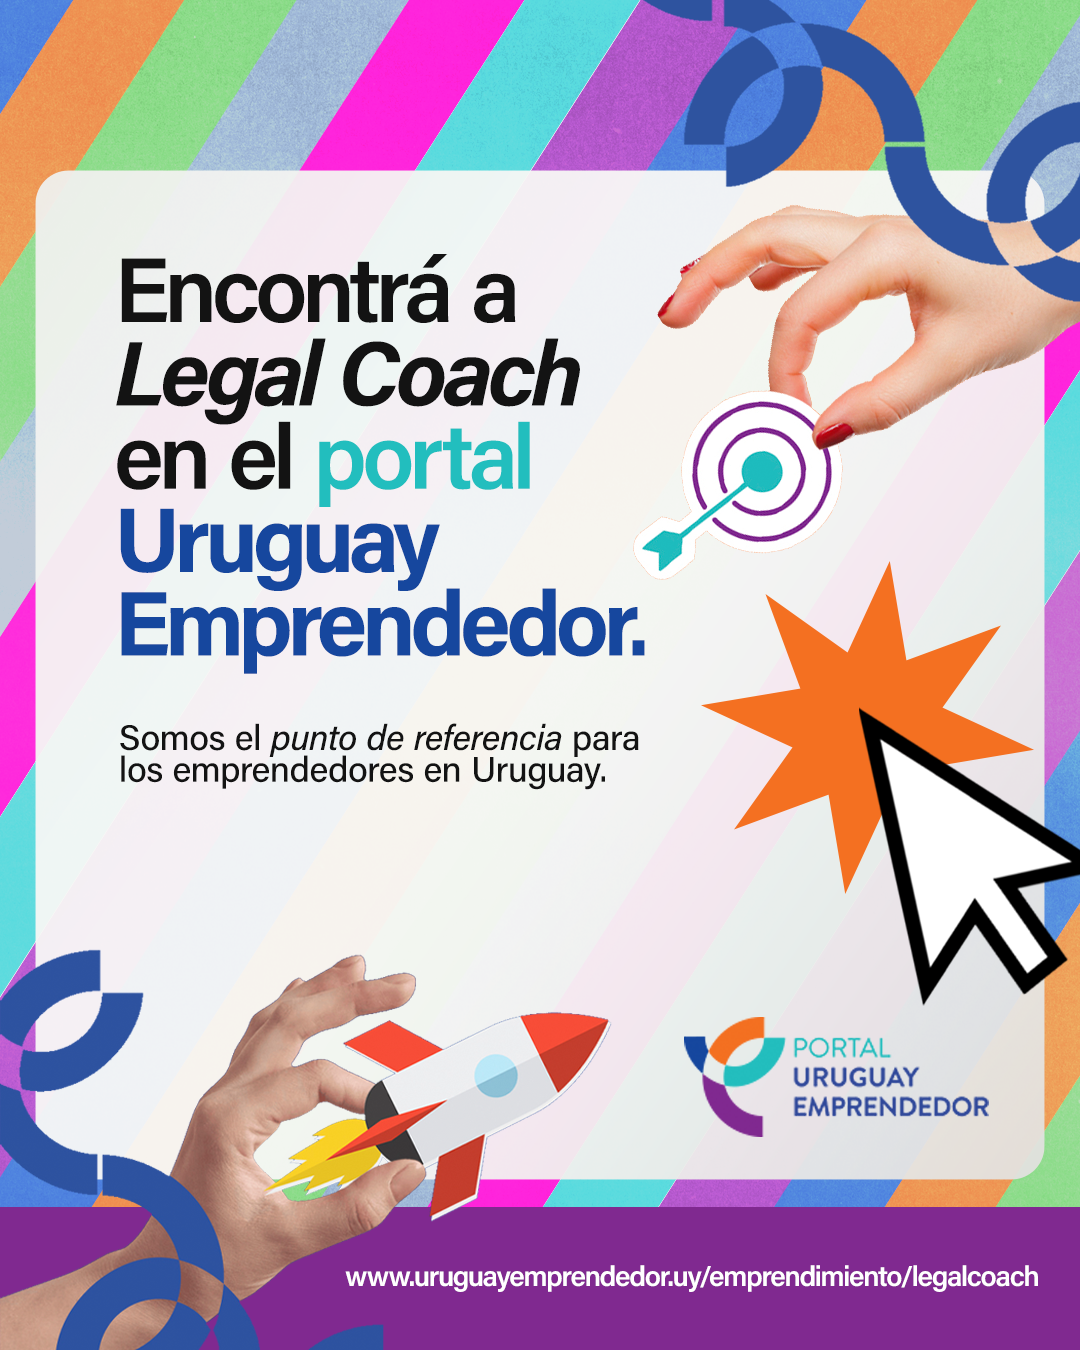 Encontrá a
Legal Coach
en el portal
Uruguay
Emprendedor.
Somos el punto de referencia para
los emprendedores en Uruguay.
PORTAL
URUGUAY
EMPRENDEDOR
www.uruguayemprendedor.uy/emprendimiento/legalcoach